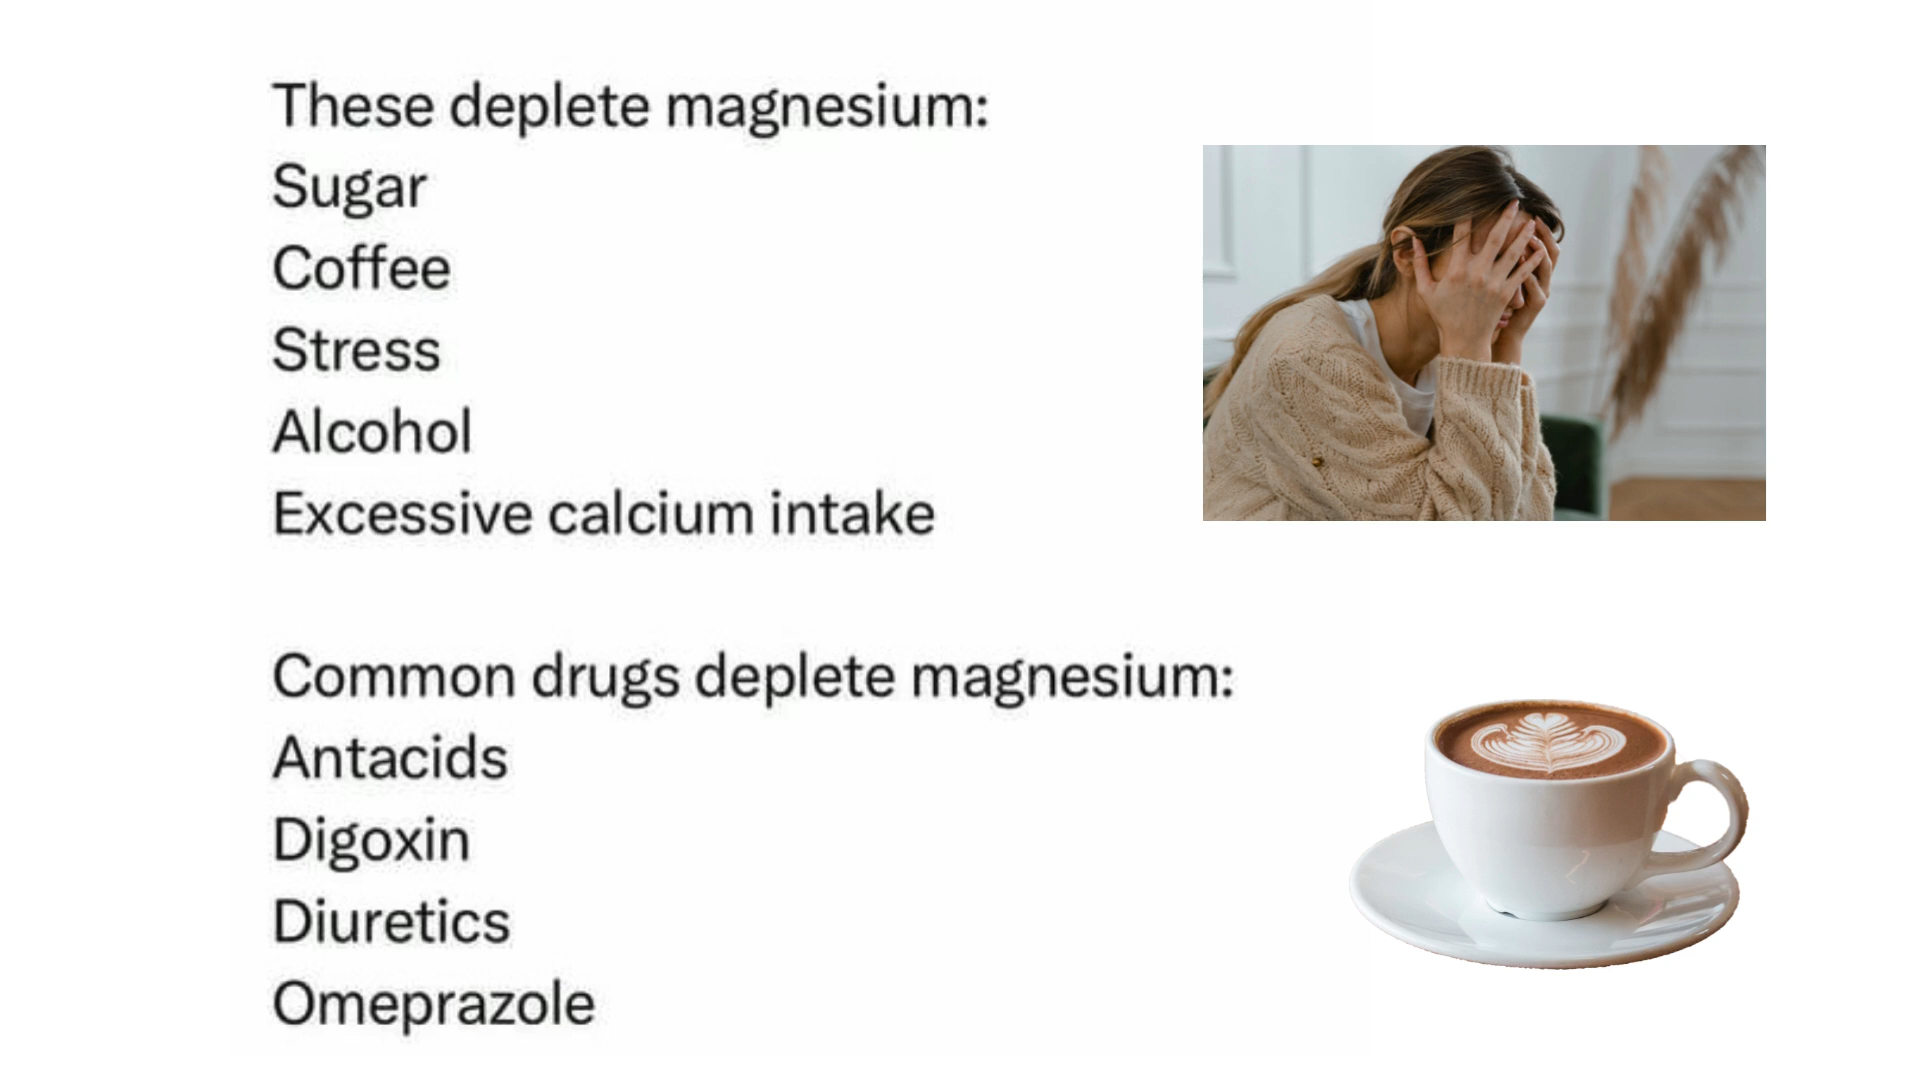 These deplete magnesium:
Sugar
Coffee
Stress
Alcohol
Excessive calcium intake
Common drugs deplete magnesium:
Antacids
Digoxin
Diuretics
Omeprazole